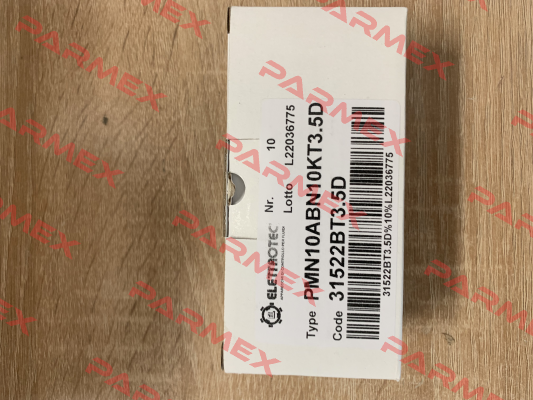 ELETTROTEC
Nr. 10
Lotto L22036775
Type PMN10ABN10KT3.5D
Code 31522BT3.5D
31522BT3.5D%10%L22036775
PARMEX
PARMEX
PARMEX
PARMEX
PARMEX
PARMEX
PARMEX
PARMEX
PARMEX